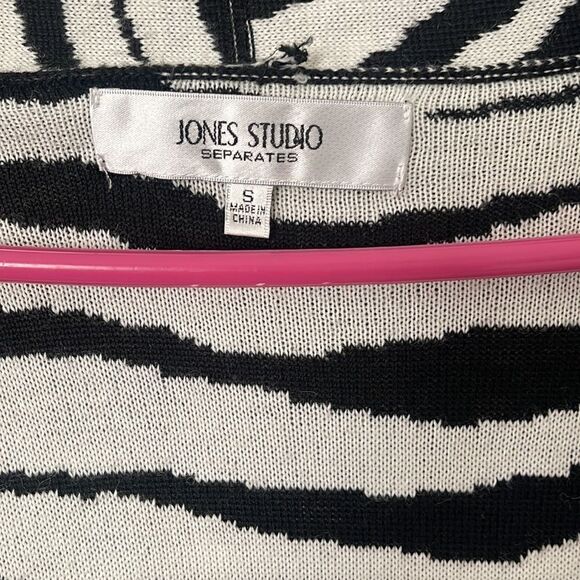 JONES STUDIO
SEPARATES
S
MADE IN
CHINA